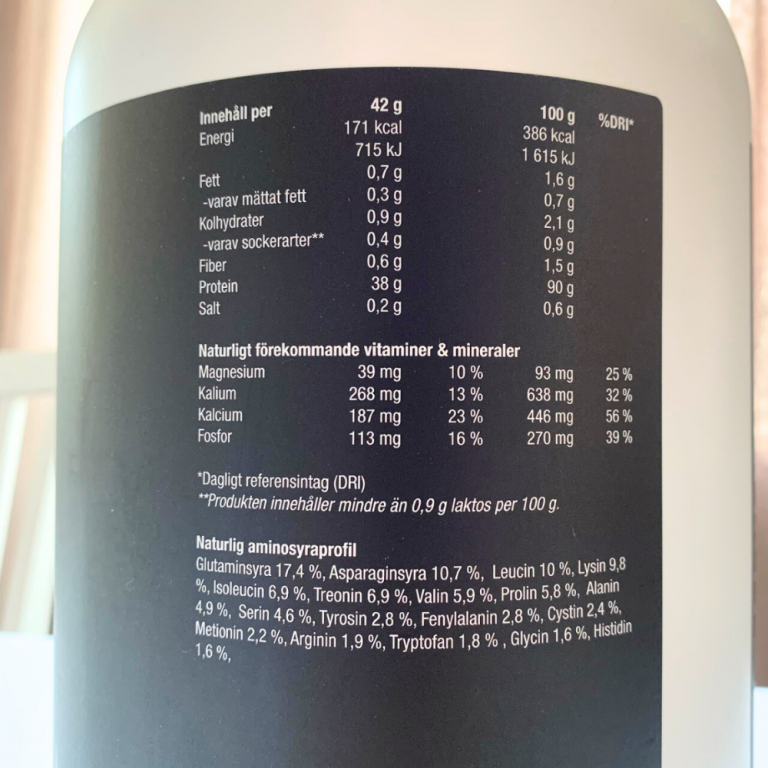 Innehåll per 42 g 100 g %DRI*
Energi 171 kcal 386 kcal
715 kJ 1 615 kJ
Fett 0,7 g 1,6 g
-varav mättat fett 0,3 g 0,7 g
Kolhydrater 0,9 g 2,1 g
-varav sockerarter** 0,4 g 0,9 g
Fiber 0,6 g 1,5 g
Protein 38 g 90 g
Salt 0,2 g 0,6 g
Naturligt förekommande vitaminer & mineraler
Magnesium 39 mg 10 % 93 mg 25 %
Kalium 268 mg 13 % 638 mg 32 %
Kalcium 187 mg 23 % 446 mg 56 %
Fosfor 113 mg 16 % 270 mg 39 %
*Dagligt referensintag (DRI)
**Produkten innehåller mindre än 0,9 g laktos per 100 g.
Naturlig aminosyraprofil
Glutaminsyra 17,4 %, Asparaginsyra 10,7 %, Leucin 10 %, Lysin 9,8
%, Isoleucin 6,9 %, Treonin 6,9 %, Valin 5,9 %, Prolin 5,8 %, Alanin
4,9 %, Serin 4,6 %, Tyrosin 2,8 %, Fenylalanin 2,8 %, Cystin 2,4 %,
Metionin 2,2 %, Arginin 1,9 %, Tryptofan 1,8 % , Glycin 1,6 %, Histidin
1,6 %,